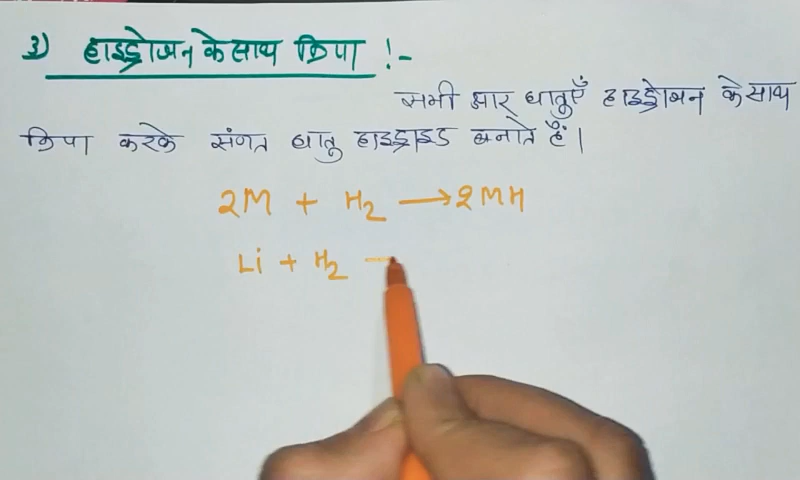 3) हाइड्रोजन के साथ क्रिया :-
सभी क्षार धातुएँ हाइड्रोजन के साथ
क्रिया करके संगत धातु हाइड्राइड बनाते हैं।
2M + H₂ ⟶ 2MH
Li + H₂ —